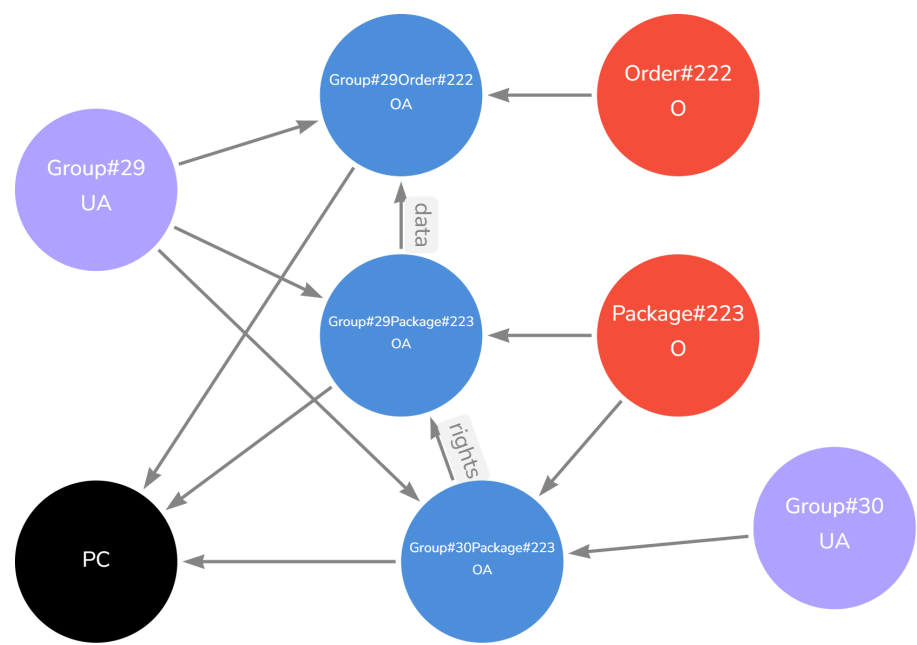 Group#29Order#222
OA
Order#222
O
Group#29
UA
data
Group#29Package#223
OA
Package#223
O
rights
Group#30Package#223
OA
Group#30
UA
PC